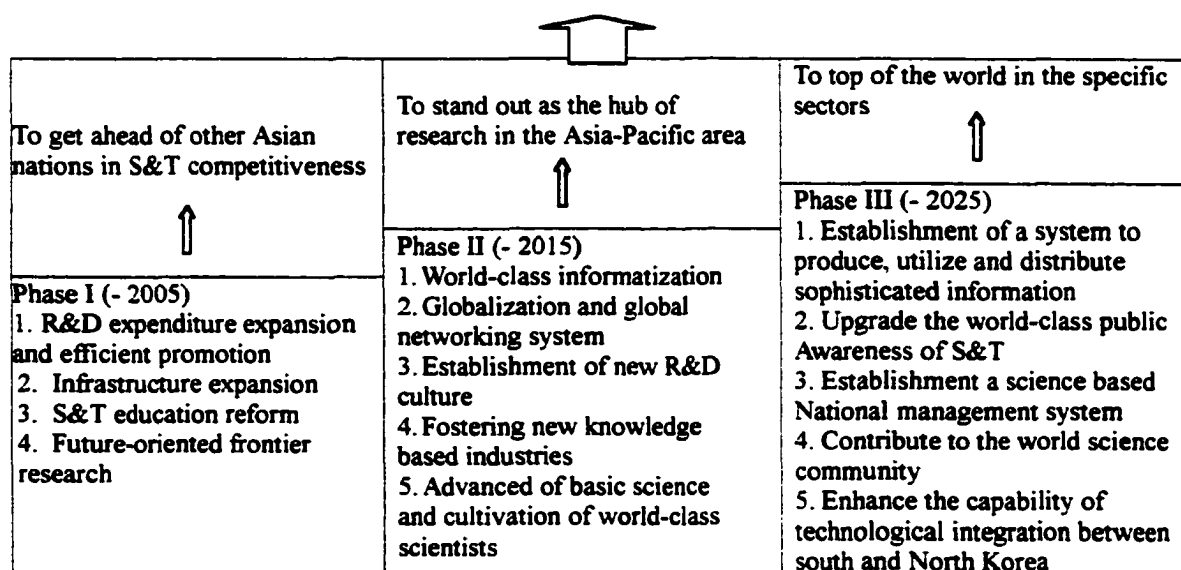 To get ahead of other Asian
nations in S&T competitiveness
Phase I (- 2005)
1. R&D expenditure expansion
and efficient promotion
2. Infrastructure expansion
3. S&T education reform
4. Future-oriented frontier
research
To stand out as the hub of
research in the Asia-Pacific area
Phase II (- 2015)
1. World-class informatization
2. Globalization and global
networking system
3. Establishment of new R&D
culture
4. Fostering new knowledge
based industries
5. Advanced of basic science
and cultivation of world-class
scientists
To top of the world in the specific
sectors
Phase III (- 2025)
1. Establishment of a system to
produce, utilize and distribute
sophisticated information
2. Upgrade the world-class public
Awareness of S&T
3. Establishment a science based
National management system
4. Contribute to the world science
community
5. Enhance the capability of
technological integration between
south and North Korea